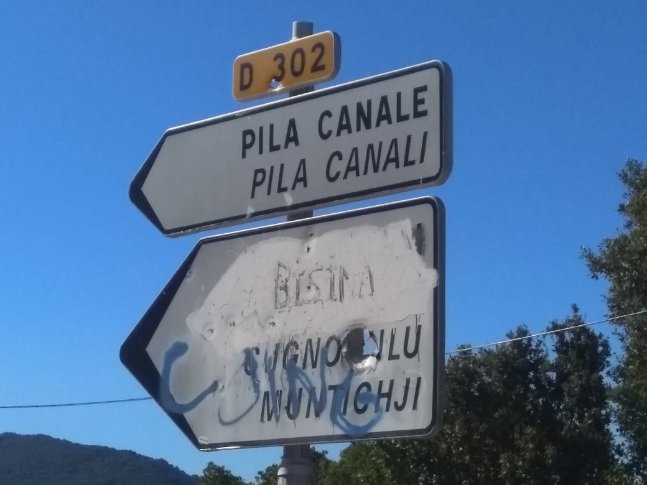 D 302
PILA CANALE
PILA CANALI
BISINA
MUNTICHJI